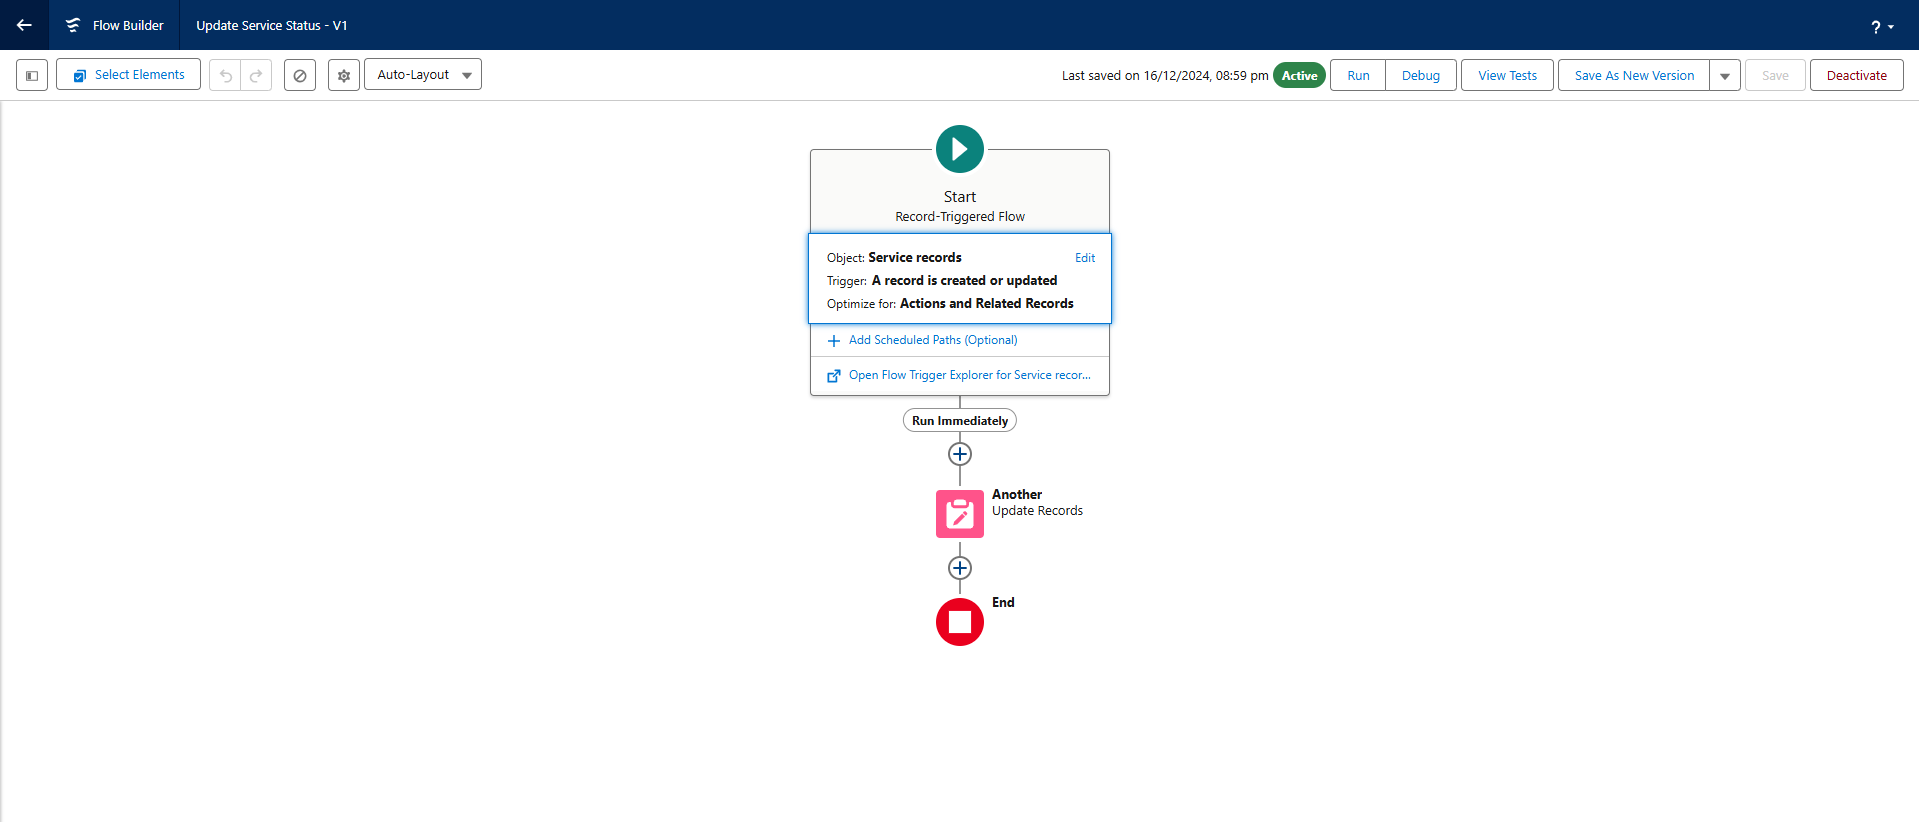 Flow Builder
Update Service Status - V1
?
Select Elements
Auto-Layout
Last saved on 16/12/2024, 08:59 pm
Active
Run
Debug
View Tests
Save As New Version
Save
Deactivate
Start
Record-Triggered Flow
Object: Service records
Edit
Trigger: A record is created or updated
Optimize for: Actions and Related Records
Add Scheduled Paths (Optional)
Open Flow Trigger Explorer for Service recor...
Run Immediately
Another
Update Records
End